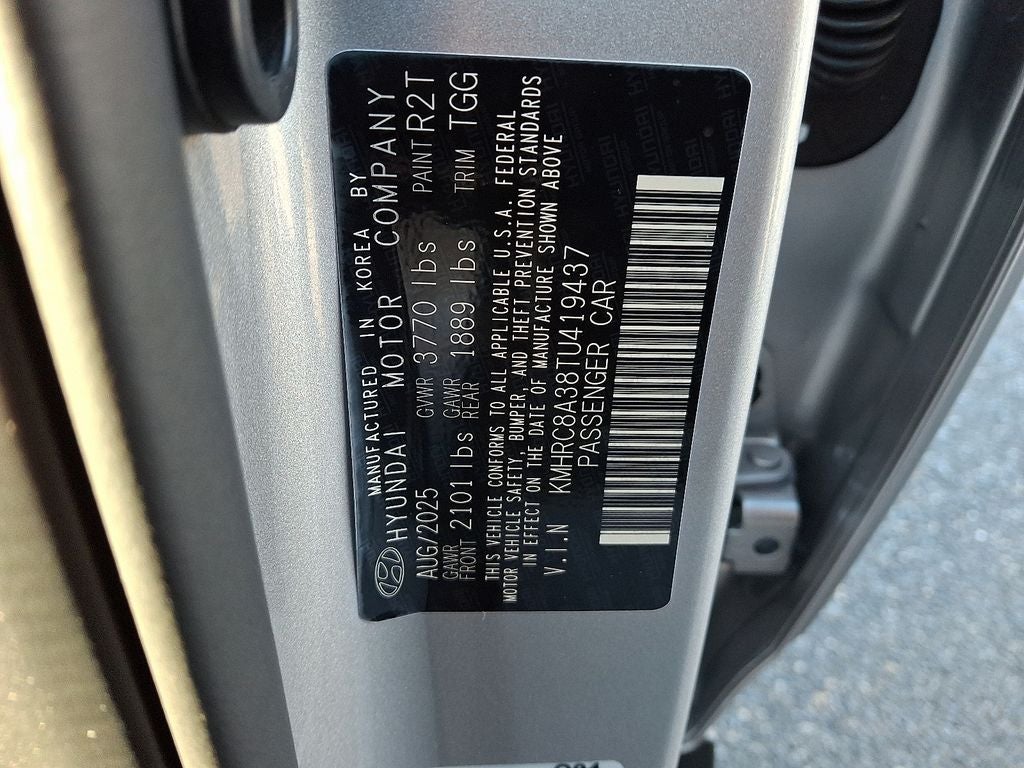 MANUFACTURED IN KOREA BY
HYUNDAI MOTOR COMPANY
AUG/2025 GVWR 3770 lbs PAINT R2T
GAWR FRONT 2101 lbs GAWR REAR 1889 lbs TRIM TGG
THIS VEHICLE CONFORMS TO ALL APPLICABLE U.S.A. FEDERAL
MOTOR VEHICLE SAFETY, BUMPER, AND THEFT PREVENTION STANDARDS
IN EFFECT ON THE DATE OF MANUFACTURE SHOWN ABOVE
V.I.N KMHRC8A38TU419437
PASSENGER CAR